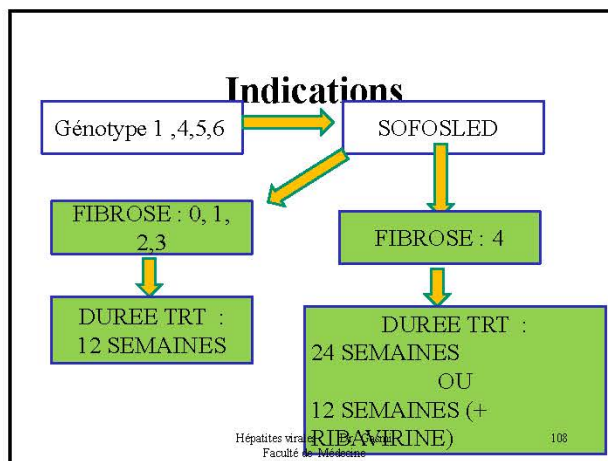 Indications
Génotype 1 ,4,5,6
SOFOSLED
FIBROSE : 0, 1,
2,3
FIBROSE : 4
DUREE TRT :
12 SEMAINES
DUREE TRT :
24 SEMAINES
OU
12 SEMAINES (+
RIBAVIRINE)
Hépatites virales
Faculté de Médecine
108